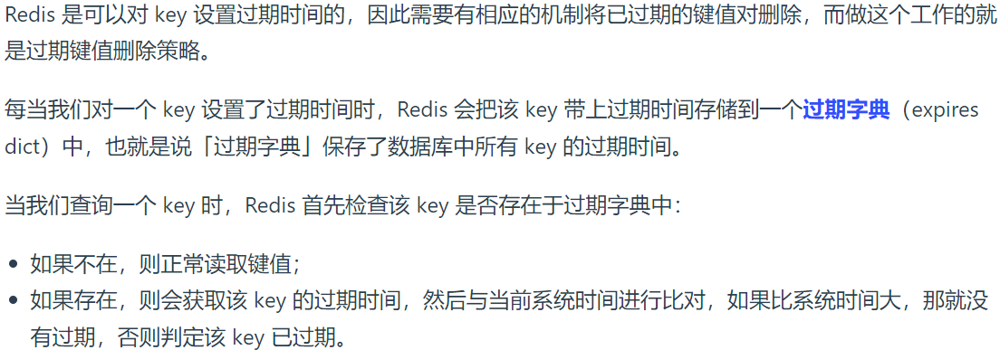 Redis 是可以对 key 设置过期时间的，因此需要有相应的机制将已过期的键值对删除，而做这个工作的就
是过期键值删除策略。
每当我们对一个 key 设置了过期时间时，Redis 会把该 key 带上过期时间存储到一个过期字典（expires
dict）中，也就是说「过期字典」保存了数据库中所有 key 的过期时间。
当我们查询一个 key 时，Redis 首先检查该 key 是否存在于过期字典中：
• 如果不在，则正常读取键值；
• 如果存在，则会获取该 key 的过期时间，然后与当前系统时间进行比对，如果比系统时间大，那就没
有过期，否则判定该 key 已过期。